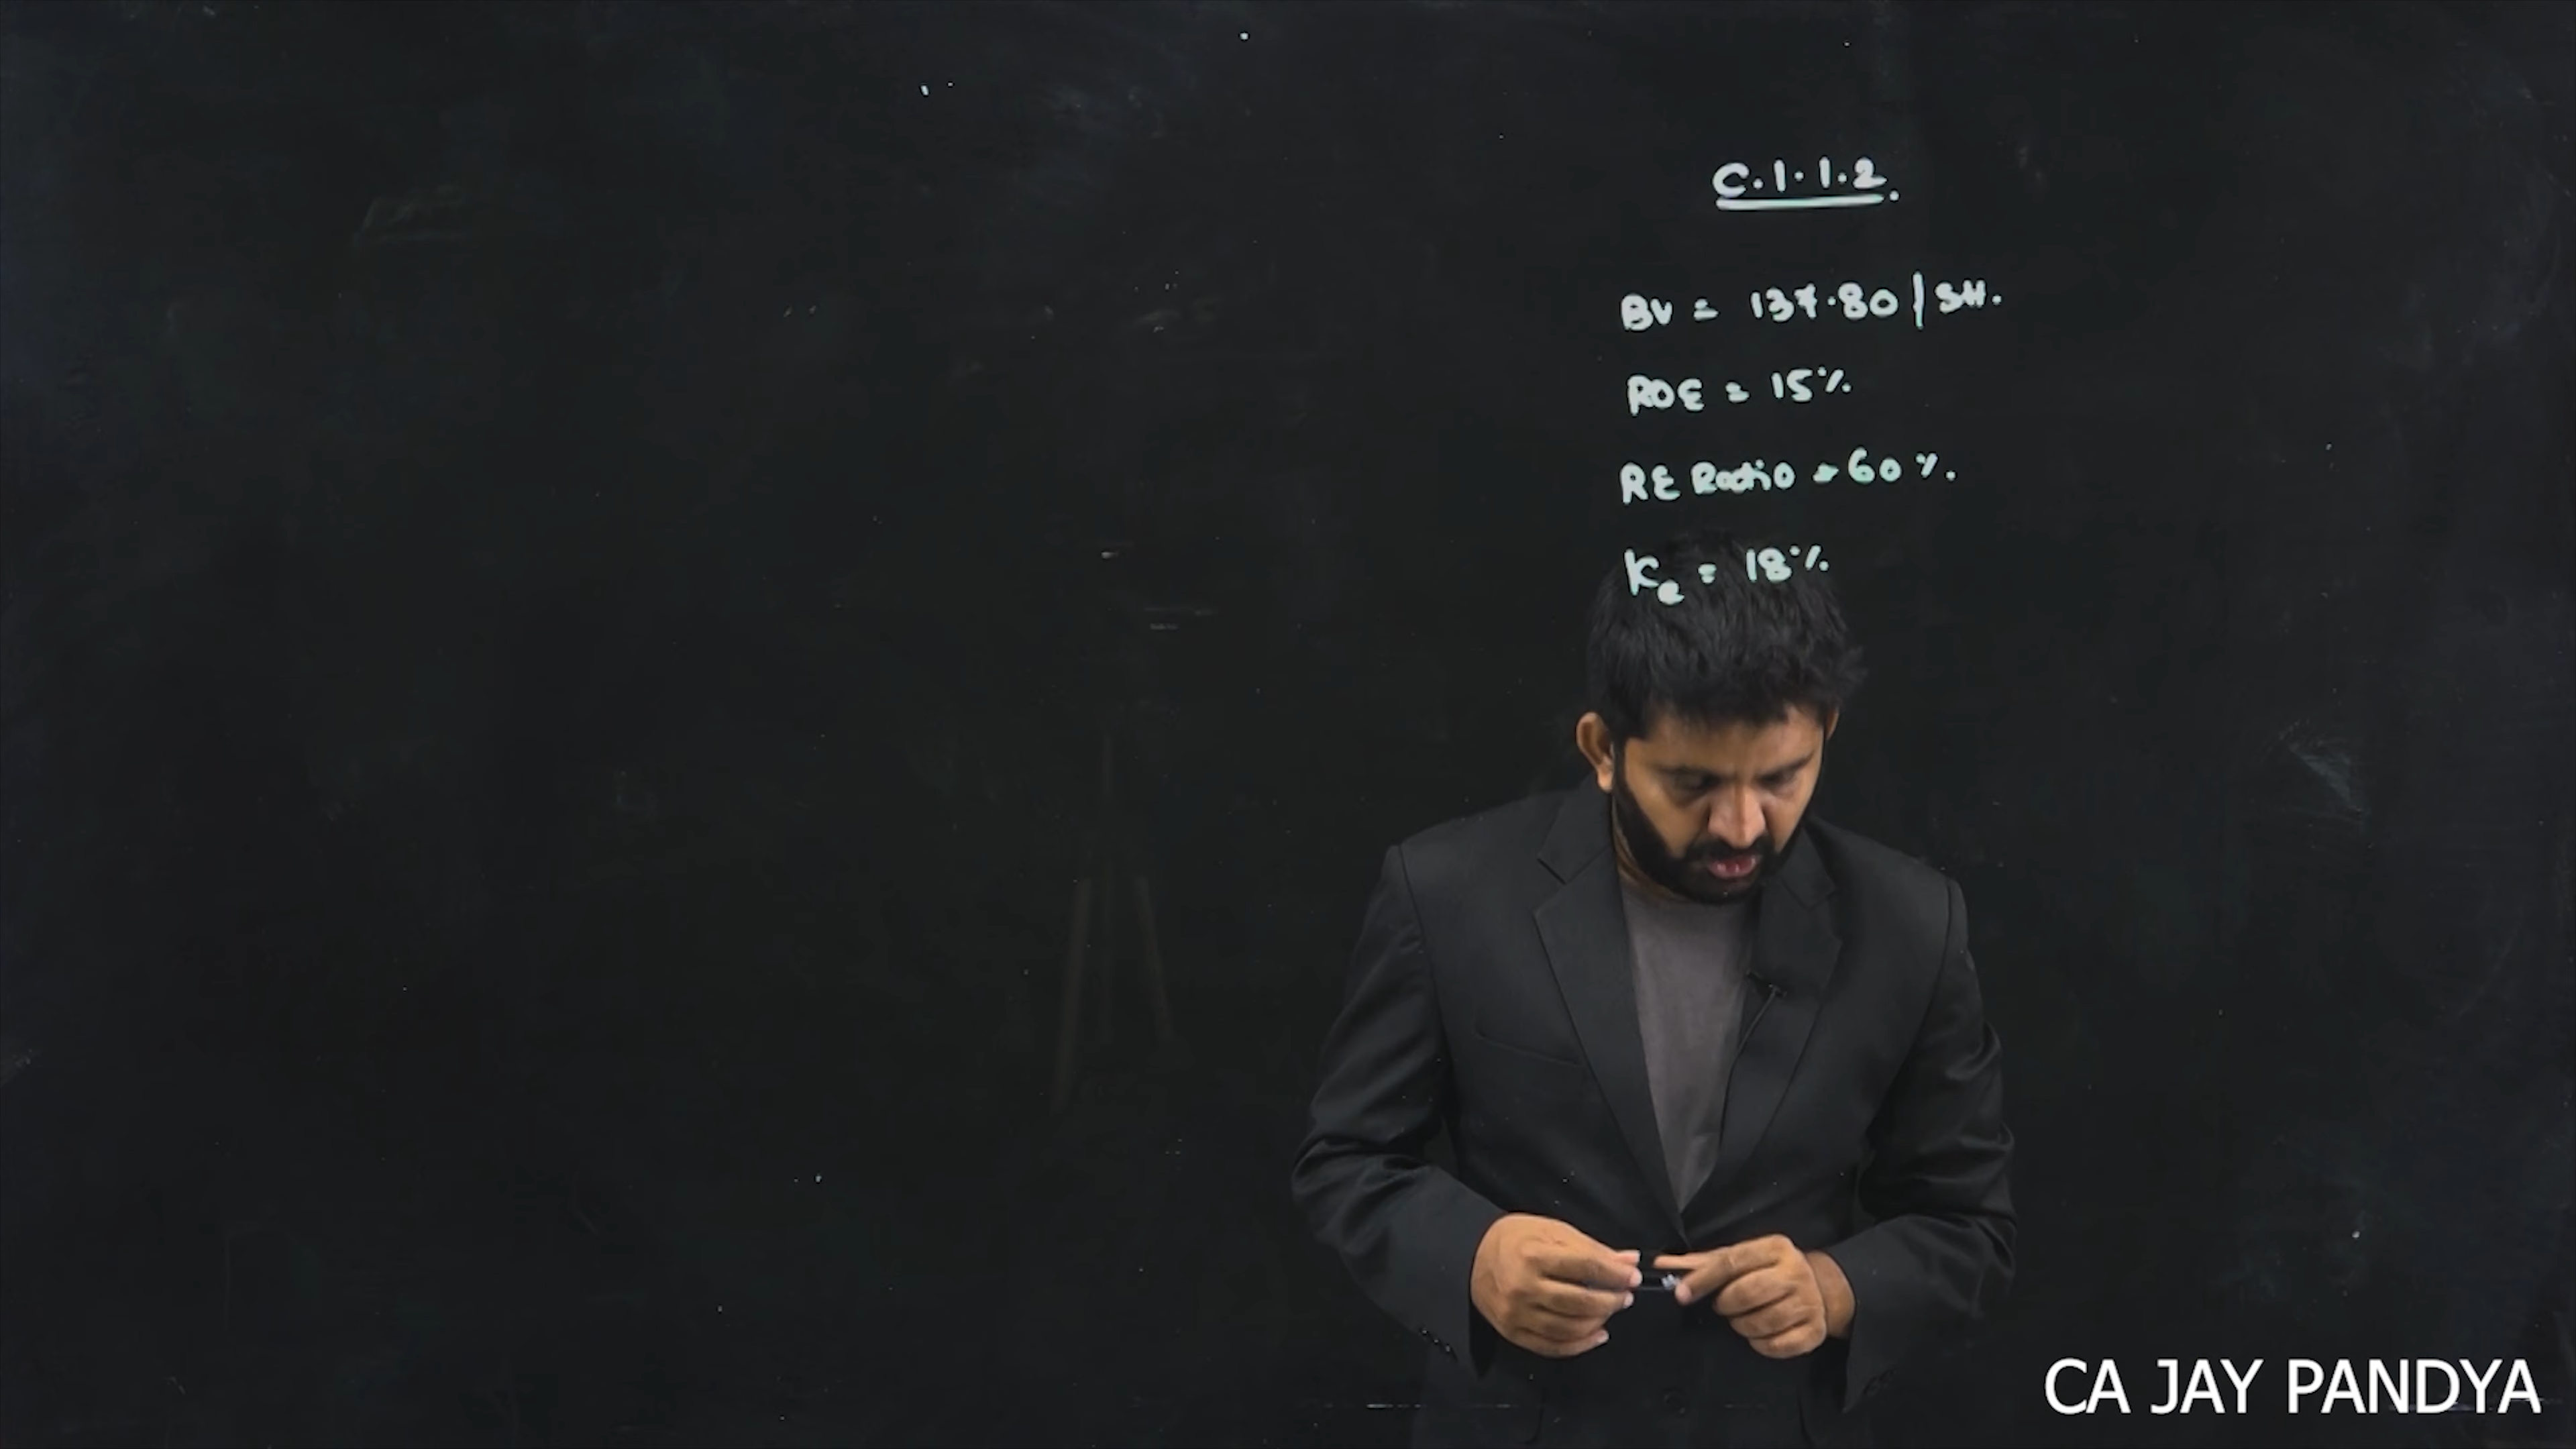 C.1.1.2.
BV = 137.80/SH.
ROE = 15%
RE Ratio = 60%.
Ke = 18%
CA JAY PANDYA